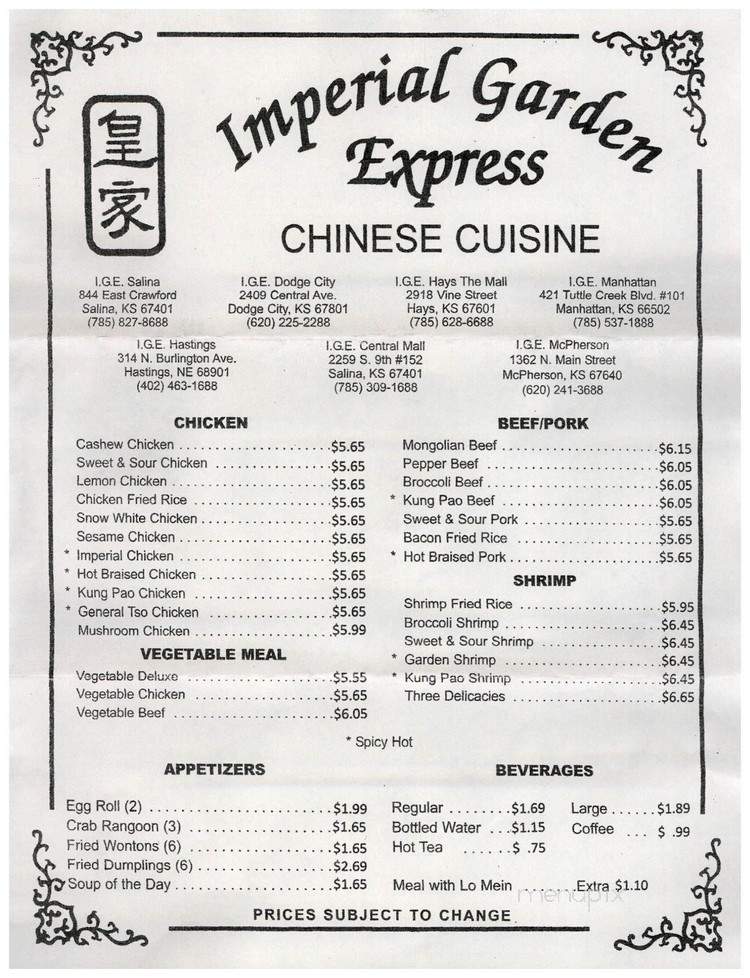 皇家
Imperial Garden
Express
CHINESE CUISINE
I.G.E. Salina
844 East Crawford
Salina, KS 67401
(785) 827-8688
I.G.E. Dodge City
2409 Central Ave.
Dodge City, KS 67801
(620) 225-2288
I.G.E. Hays The Mall
2918 Vine Street
Hays, KS 67601
(785) 628-6688
I.G.E. Manhattan
421 Tuttle Creek Blvd. #101
Manhattan, KS 66502
(785) 537-1888
I.G.E. Hastings
314 N. Burlington Ave.
Hastings, NE 68901
(402) 463-1688
I.G.E. Central Mall
2259 S. 9th #152
Salina, KS 67401
(785) 309-1688
I.G.E. McPherson
1362 N. Main Street
McPherson, KS 67640
(620) 241-3688
CHICKEN
Cashew Chicken $5.65
Sweet & Sour Chicken $5.65
Lemon Chicken $5.65
Chicken Fried Rice $5.65
Snow White Chicken $5.65
Sesame Chicken $5.65
* Imperial Chicken $5.65
* Hot Braised Chicken $5.65
* Kung Pao Chicken $5.65
* General Tso Chicken $5.65
Mushroom Chicken $5.99
VEGETABLE MEAL
Vegetable Deluxe $5.55
Vegetable Chicken $5.65
Vegetable Beef $6.05
BEEF/PORK
Mongolian Beef $6.15
Pepper Beef $6.05
Broccoli Beef $6.05
* Kung Pao Beef $6.05
Sweet & Sour Pork $5.65
Bacon Fried Rice $5.65
* Hot Braised Pork $5.65
SHRIMP
Shrimp Fried Rice $5.95
Broccoli Shrimp $6.45
Sweet & Sour Shrimp $6.45
* Garden Shrimp $6.45
* Kung Pao Shrimp $6.45
Three Delicacies $6.65
* Spicy Hot
APPETIZERS
Egg Roll (2) $1.99
Crab Rangoon (3) $1.65
Fried Wontons (6) $1.65
Fried Dumplings (6) $2.69
Soup of the Day $1.65
BEVERAGES
Regular $1.69 Large $1.89
Bottled Water $1.15 Coffee $ .99
Hot Tea $ .75
Meal with Lo Mein Extra $1.10
menupix
PRICES SUBJECT TO CHANGE